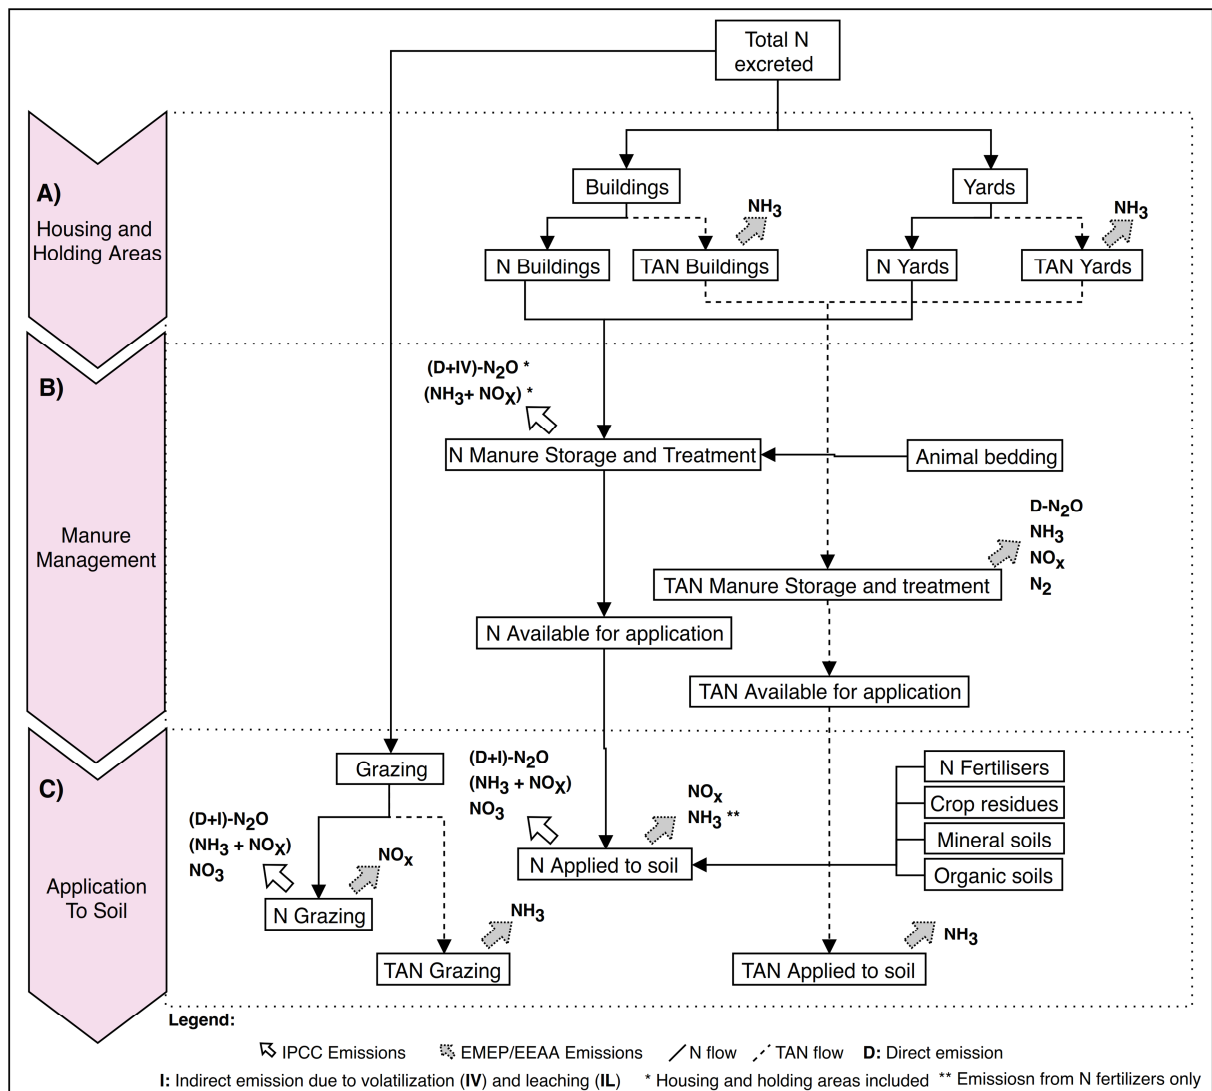 Total N
excreted
A)
Housing and
Holding Areas
Buildings
Yards
NH3
NH3
N Buildings
TAN Buildings
N Yards
TAN Yards
B)
Manure
Management
(D+IV)-N2O *
(NH3+ NOX) *
N Manure Storage and Treatment
Animal bedding
D-N2O
NH3
NOx
N2
TAN Manure Storage and treatment
N Available for application
TAN Available for application
C)
Application
To Soil
Grazing
(D+I)-N2O
(NH3 + NOX)
NO3
NOX
NH3 **
N Fertilisers
Crop residues
Mineral soils
Organic soils
(D+I)-N2O
(NH3 + NOX)
NO3
NOx
N Applied to soil
N Grazing
NH3
NH3
TAN Grazing
TAN Applied to soil
Legend:
IPCC Emissions
EMEP/EEAA Emissions
N flow
TAN flow
D: Direct emission
I: Indirect emission due to volatilization (IV) and leaching (IL)
* Housing and holding areas included
** Emissiosn from N fertilizers only